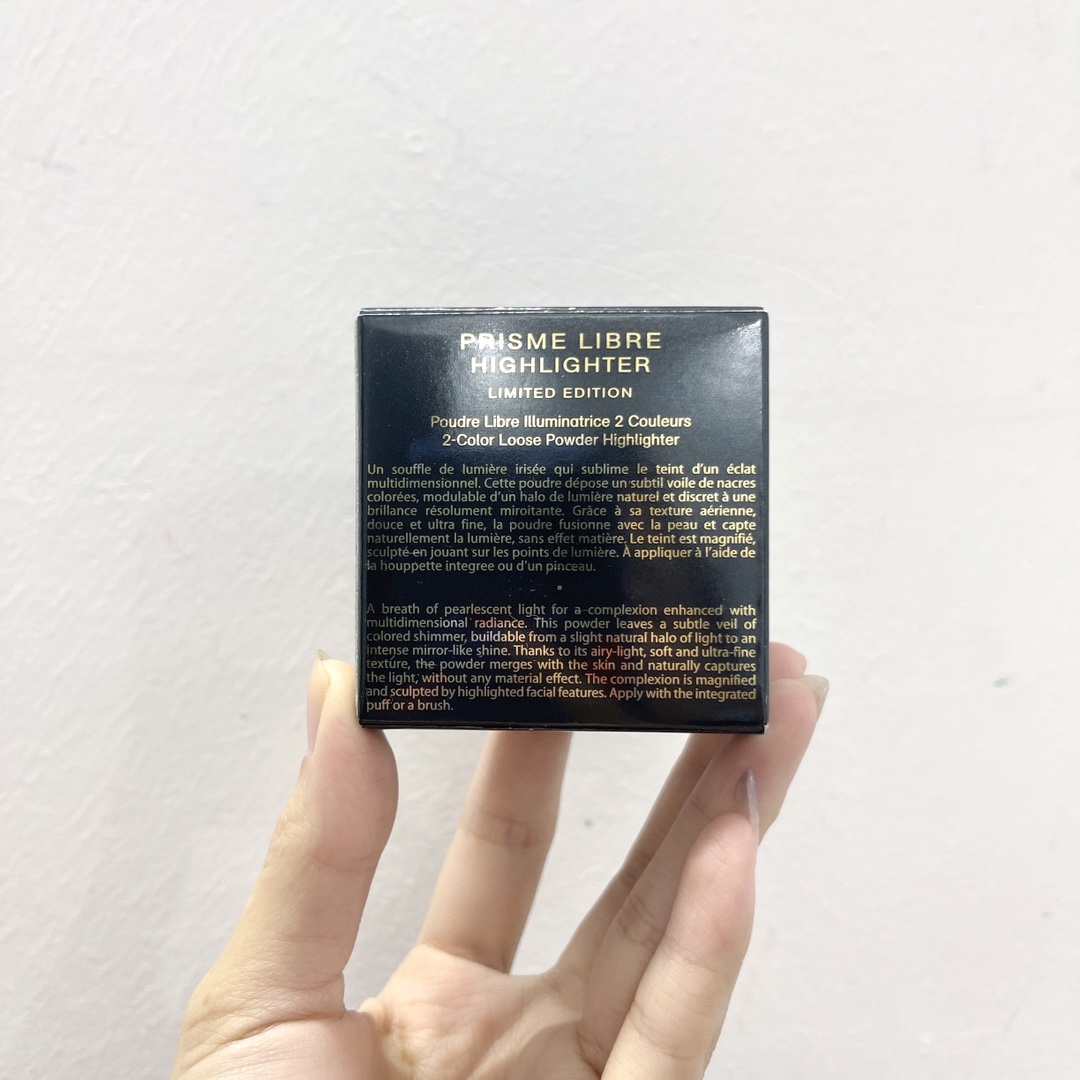 PRISME LIBRE
HIGHLIGHTER
LIMITED EDITION
Poudre Libre Illuminatrice 2 Couleurs
2-Color Loose Powder Highlighter
Un souffle de lumière irisée qui sublime le teint d'un éclat
multidimensionnel. Cette poudre dépose un subtil voile de nacres
colorées, modulable d'un halo de lumière naturel et discret à une
brillance résolument miroitante. Grâce à sa texture aérienne,
douce et ultra fine, la poudre fusionne avec la peau et capte
naturellement la lumière, sans effet matière. Le teint est magnifié,
sculpté en jouant sur les points de lumière. À appliquer à l'aide de
la houppette integree ou d'un pinceau.
A breath of pearlescent light for a complexion enhanced with
multidimensional radiance. This powder leaves a subtle veil of
colored shimmer, buildable from a slight natural halo of light to an
intense mirror-like shine. Thanks to its airy-light, soft and ultra-fine
texture, the powder merges with the skin and naturally captures
the light, without any material effect. The complexion is magnified
and sculpted by highlighted facial features. Apply with the integrated
puff or a brush.